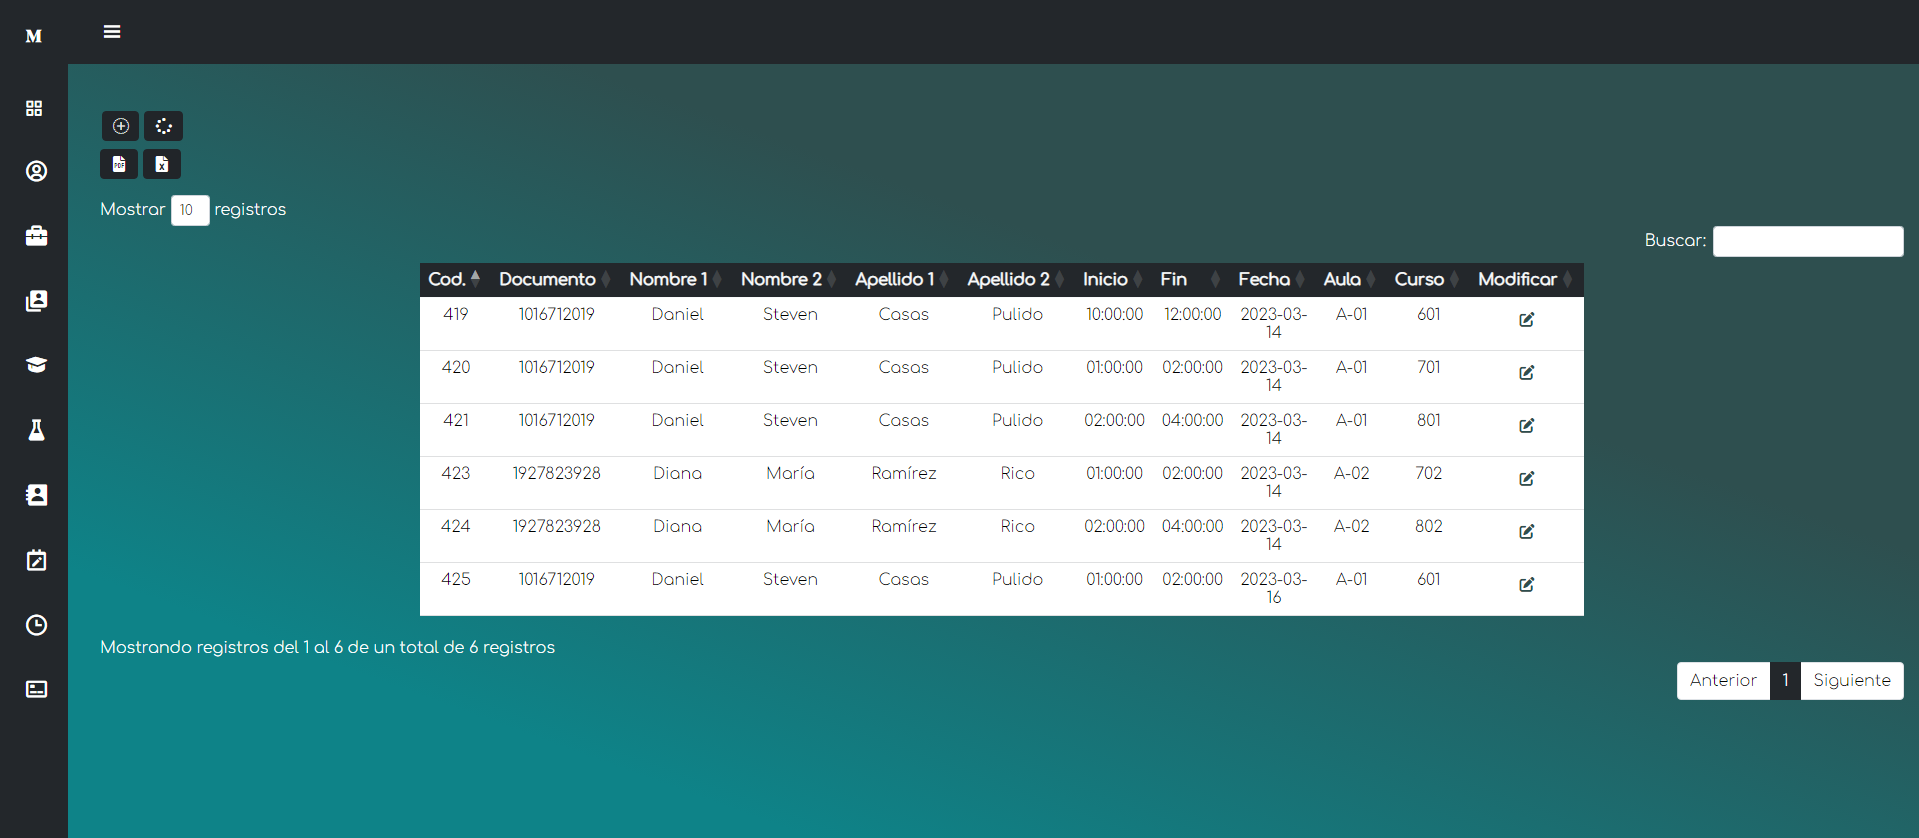 M
PDF
X
Mostrar 10 registros
Buscar:
Cod. Documento Nombre 1 Nombre 2 Apellido 1 Apellido 2 Inicio Fin Fecha Aula Curso Modificar
419 1016712019 Daniel Steven Casas Pulido 10:00:00 12:00:00 2023-03-
14 A-01 601
420 1016712019 Daniel Steven Casas Pulido 01:00:00 02:00:00 2023-03-
14 A-01 701
421 1016712019 Daniel Steven Casas Pulido 02:00:00 04:00:00 2023-03-
14 A-01 801
423 1927823928 Diana María Ramírez Rico 01:00:00 02:00:00 2023-03-
14 A-02 702
424 1927823928 Diana María Ramírez Rico 02:00:00 04:00:00 2023-03-
14 A-02 802
425 1016712019 Daniel Steven Casas Pulido 01:00:00 02:00:00 2023-03-
16 A-01 601
Mostrando registros del 1 al 6 de un total de 6 registros
Anterior 1 Siguiente